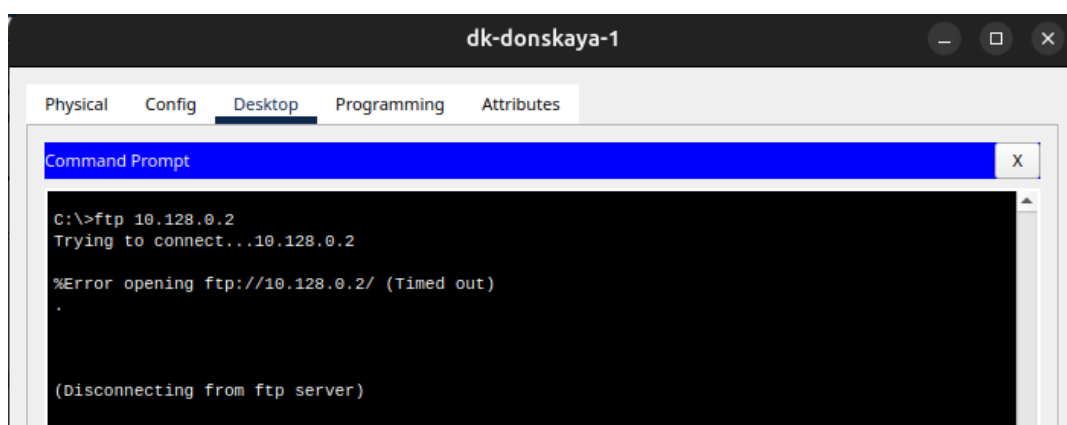 dk-donskaya-1
Physical Config Desktop Programming Attributes
Command Prompt X
C:\>ftp 10.128.0.2
Trying to connect...10.128.0.2
%Error opening ftp://10.128.0.2/ (Timed out)
.
(Disconnecting from ftp server)